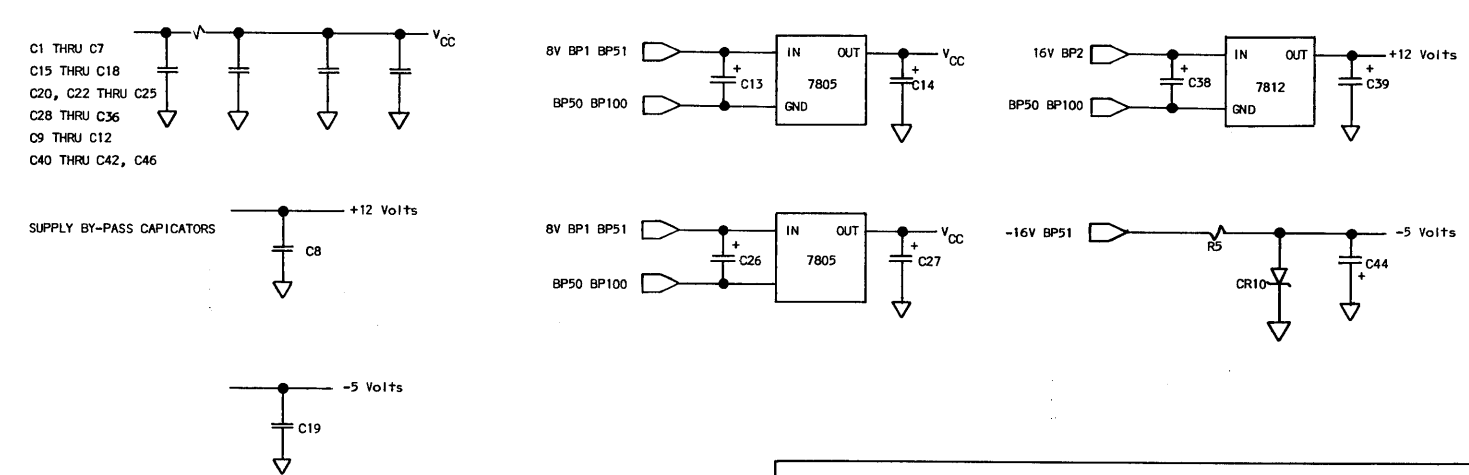 C1 THRU C7
C15 THRU C18
C20, C22 THRU C25
C28 THRU C36
C9 THRU C12
C40 THRU C42, C46
VCC
SUPPLY BY-PASS CAPICATORS
+12 Volts
C8
-5 Volts
C19
8V BP1 BP51
BP50 BP100
+
C13
IN OUT
7805
GND
+
C14
VCC
8V BP1 BP51
BP50 BP100
+
C26
IN OUT
7805
+
C27
VCC
16V BP2
BP50 BP100
+
C38
IN OUT
7812
GND
+
C39
+12 Volts
-16V BP51
R5
CR10
C44
+
-5 Volts